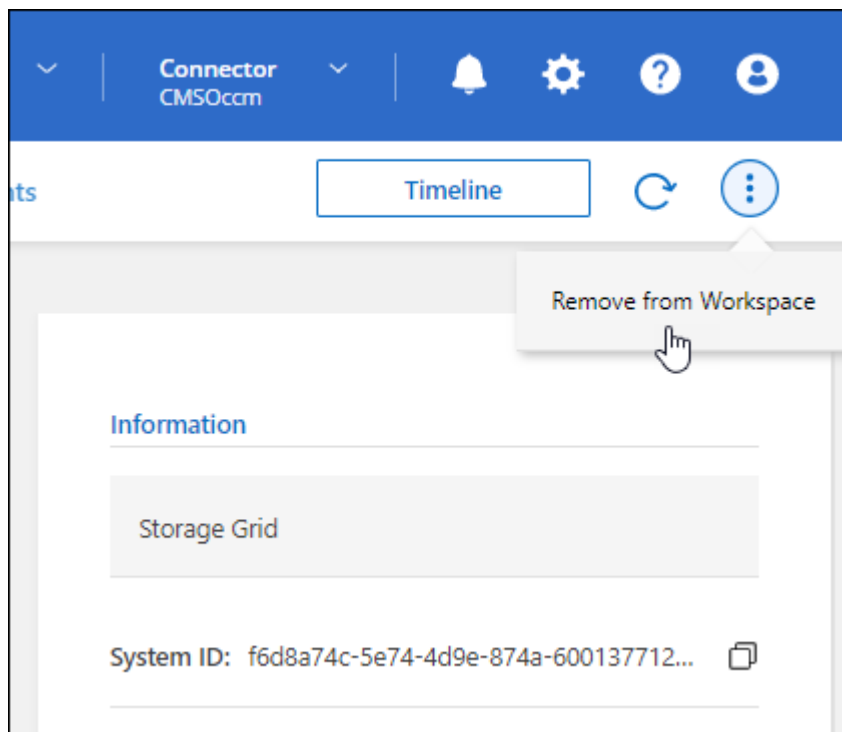 Connector
CMSOccm
Timeline
Remove from Workspace
Information
Storage Grid
System ID: f6d8a74c-5e74-4d9e-874a-600137712...